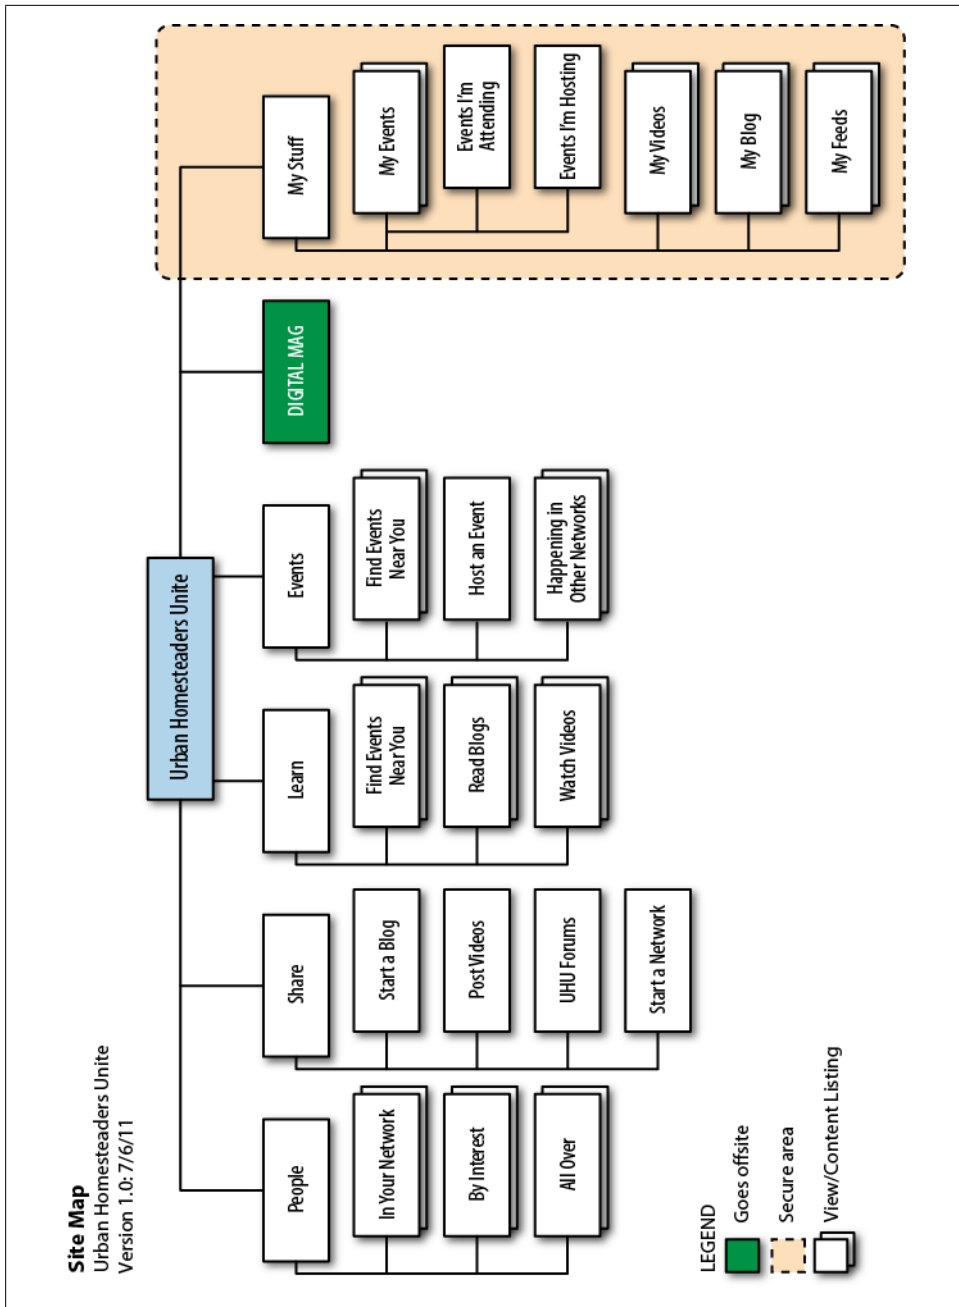 Site Map
Urban Homesteaders Unite
Version 1.0: 7/6/11
Urban Homesteaders Unite
People
In Your Network
By Interest
All Over
Share
Start a Blog
Post Videos
UHU Forums
Start a Network
Learn
Find Events
Near You
Read Blogs
Watch Videos
Events
Find Events
Near You
Host an Event
Happening in
Other Networks
DIGITAL MAG
My Stuff
My Events
Events I'm
Attending
Events I'm Hosting
My Videos
My Blog
My Feeds
LEGEND
Goes offsite
Secure area
View/Content Listing